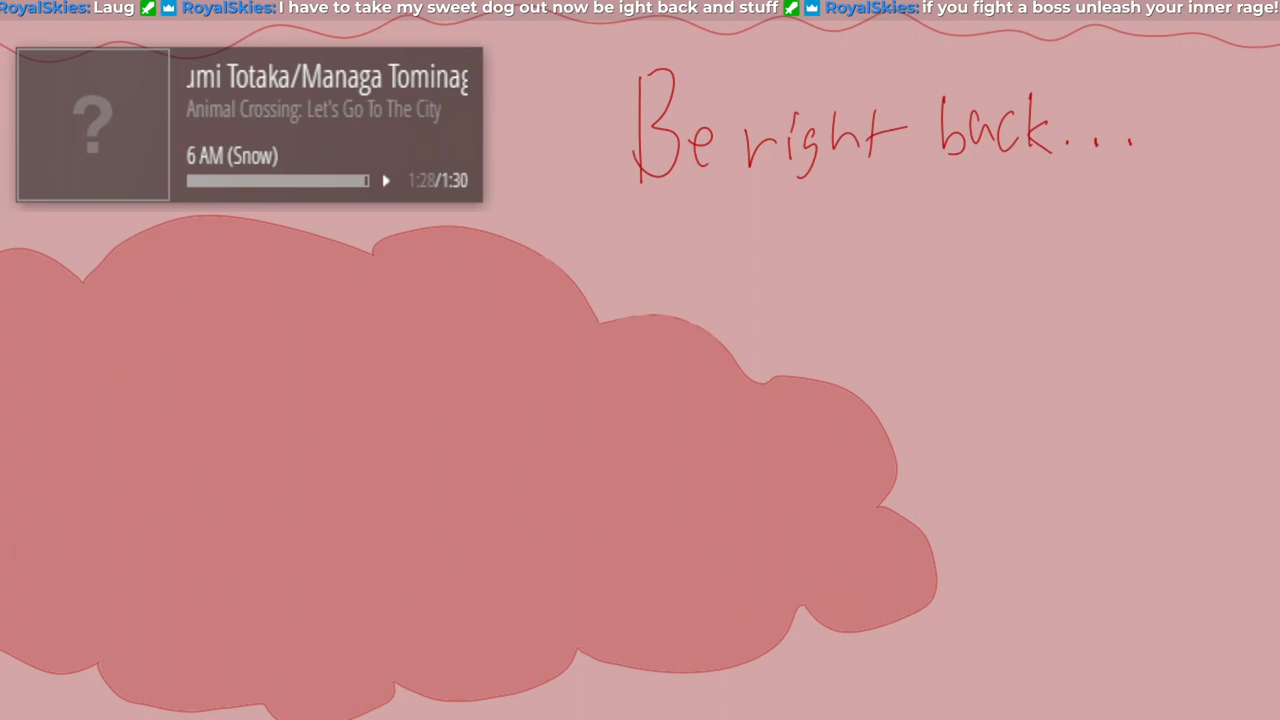 RoyalSkies: Laug RoyalSkies: I have to take my sweet dog out now be ight back and stuff RoyalSkies: if you fight a boss unleash your inner rage!
umi Totaka/Managa Tominag
Animal Crossing: Let's Go To The City
6 AM (Snow)
1:28/1:30
?
Be right back...